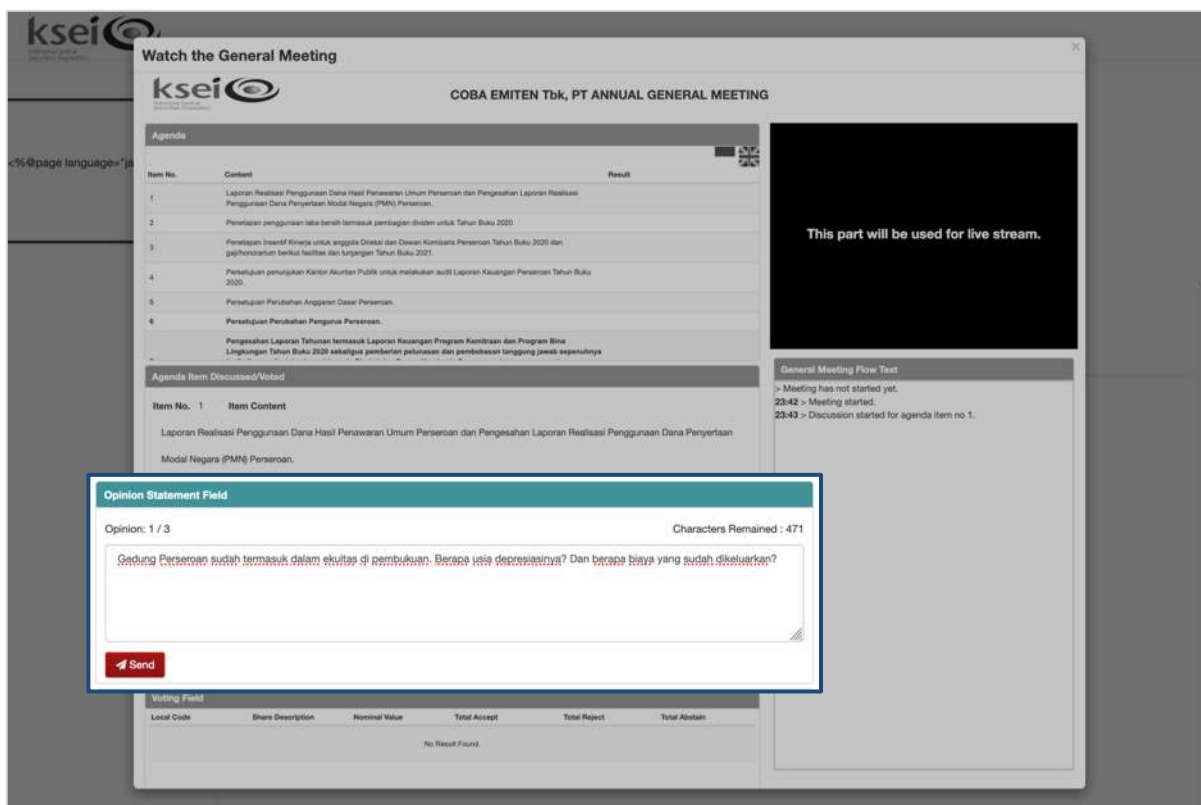 ksei
<%@page language="ja
Watch the General Meeting
×
ksei
COBA EMITEN Tbk, PT ANNUAL GENERAL MEETING
Agenda
Item No. Content Result
1 Laporan Realisasi Penggunaan Dana Hasil Penawaran Umum Perseroan dan Pengesahan Laporan Realisasi
Penggunaan Dana Penyertaan Modal Negara (PMN) Perseroan.
2 Penetapan penggunaan laba bersih termasuk pembagian dividen untuk Tahun Buku 2020
3 Penetapan Insentif Kinerja untuk anggota Direksi dan Dewan Komisaris Perseroan Tahun Buku 2020 dan
gaji/honorarium berikut fasilitas dan tunjangan Tahun Buku 2021.
4 Persetujuan penunjukan Kantor Akuntan Publik untuk melakukan audit Laporan Keuangan Perseroan Tahun Buku
2020.
5 Persetujuan Perubahan Anggaran Dasar Perseroan.
6 Persetujuan Perubahan Pengurus Perseroan.
Pengesahan Laporan Tahunan termasuk Laporan Keuangan Program Kemitraan dan Program Bina
Lingkungan Tahun Buku 2020 sekaligus pemberian pelunasan dan pembebasan tanggung jawab sepenuhnya
This part will be used for live stream.
Agenda Item Discussed/Voted
Item No. 1 Item Content
Laporan Realisasi Penggunaan Dana Hasil Penawaran Umum Perseroan dan Pengesahan Laporan Realisasi Penggunaan Dana Penyertaan
Modal Negara (PMN) Perseroan.
General Meeting Flow Text
> Meeting has not started yet.
23:42 > Meeting started.
23:43 > Discussion started for agenda item no 1.
Opinion Statement Field
Opinion: 1 / 3 Characters Remained : 471
Gedung Perseroan sudah termasuk dalam ekuitas di pembukuan. Berapa usia depresiasinya? Dan berapa biaya yang sudah dikeluarkan?
Send
Voting Field
Local Code Share Description Nominal Value Total Accept Total Reject Total Abstain
No Result Found.